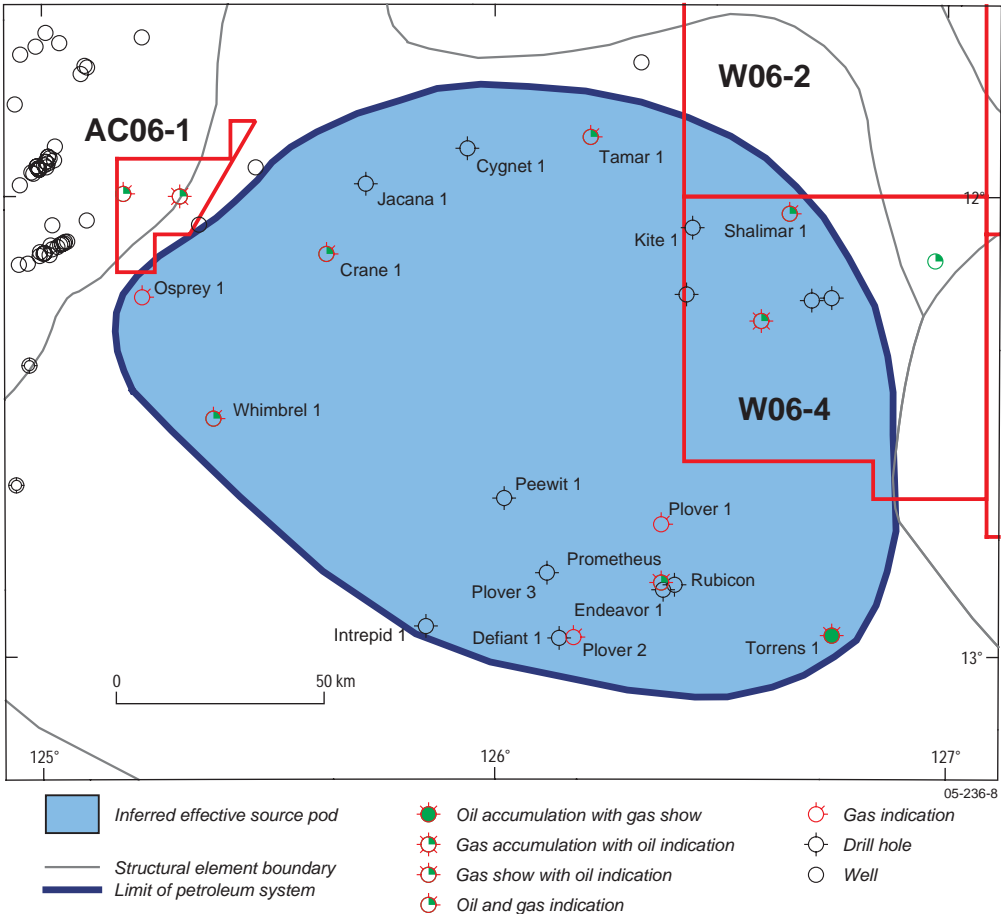 W06-2
AC06-1
Cygnet 1
Tamar 1
Jacana 1
12°
Kite 1
Shalimar 1
Crane 1
Osprey 1
Whimbrel 1
W06-4
Peewit 1
Plover 1
Prometheus
Plover 3
Rubicon
Endeavor 1
Intrepid 1
Defiant 1
Plover 2
Torrens 1
13°
0
50 km
125°
126°
127°
05-236-8
Inferred effective source pod
Structural element boundary
Limit of petroleum system
Oil accumulation with gas show
Gas accumulation with oil indication
Gas show with oil indication
Oil and gas indication
Gas indication
Drill hole
Well